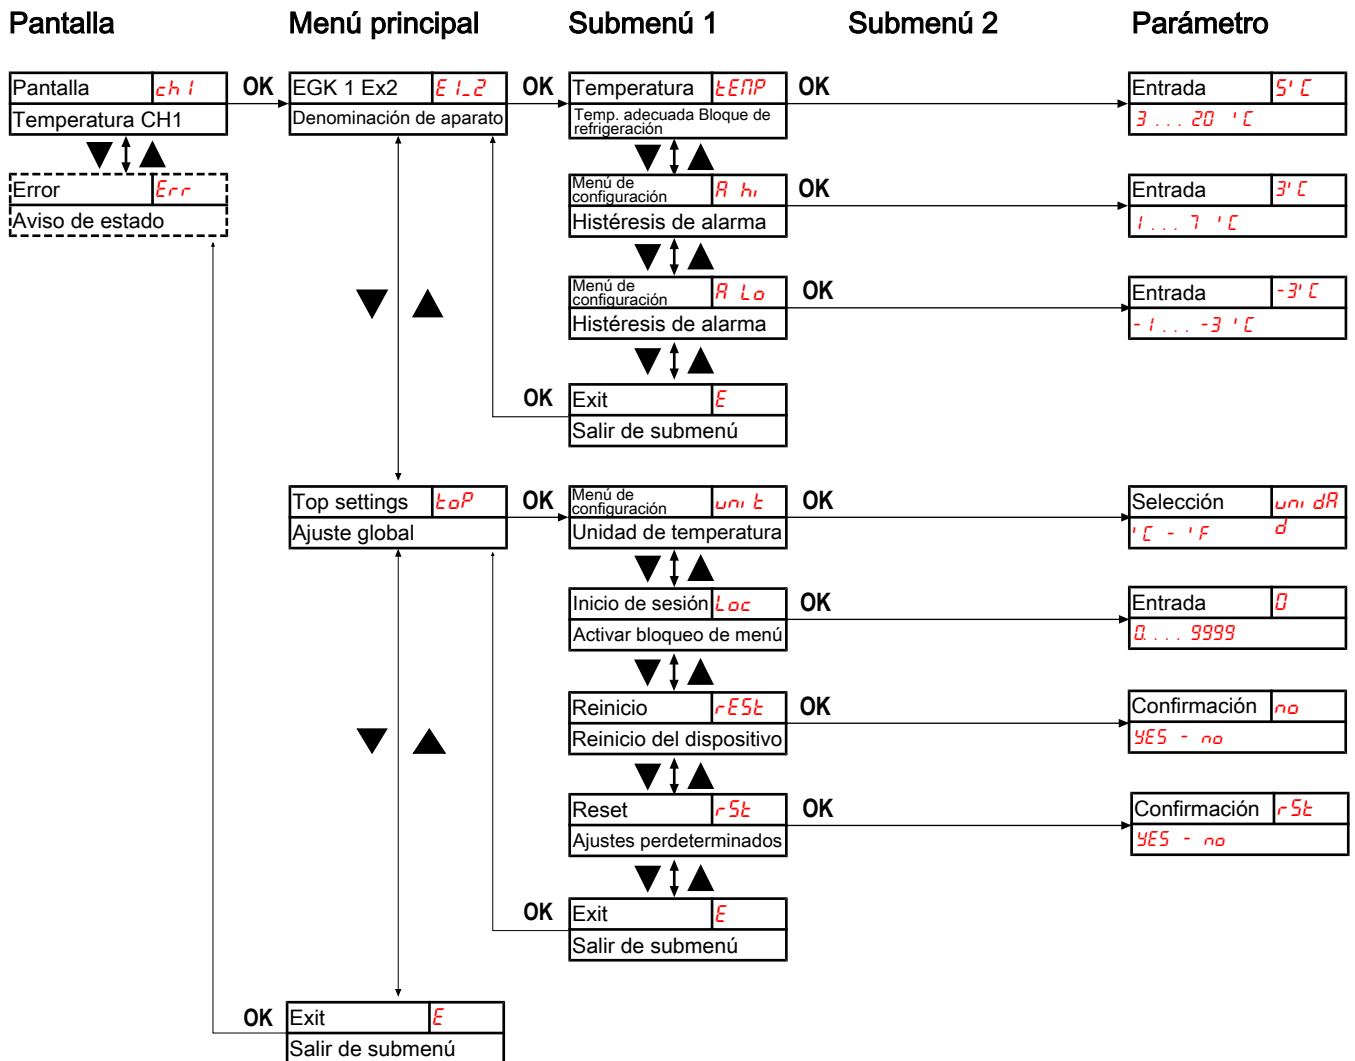 Pantalla Menú principal Submenú 1 Submenú 2 Parámetro
Pantalla ch1 OK EGK 1 Ex2 E1_2 OK Temperatura tEMP OK Entrada 5'C
Temperatura CH1 Denominación de aparato Temp. adecuada Bloque de refrigeración 3 . . . 20 'C
Error Err
Aviso de estado
Menú de configuración A hi OK Entrada 3'C
Histéresis de alarma 1 . . . 7 'C
Menú de configuración A Lo OK Entrada -3'C
Histéresis de alarma -1 . . . -3 'C
OK Exit E
Salir de submenú
Top settings toP OK Menú de configuración uni t OK Selección uni dA
d
Ajuste global Unidad de temperatura 'C - 'F
Inicio de sesión Loc OK Entrada 0
Activar bloqueo de menú 0. . . . 9999
Reinicio rESt OK Confirmación no
Reinicio del dispositivo YES - no
Reset rSt OK Confirmación rSt
Ajustes perdeterminados YES - no
OK Exit E
Salir de submenú
OK Exit E
Salir de submenú